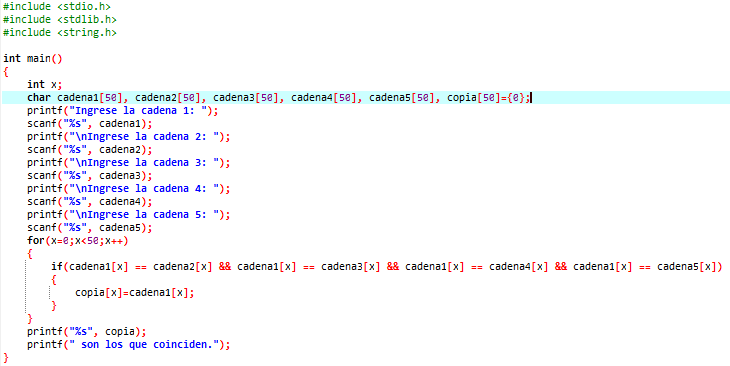 #include <stdio.h>
#include <stdlib.h>
#include <string.h>
int main()
{
int x;
char cadena1[50], cadena2[50], cadena3[50], cadena4[50], cadena5[50], copia[50]={0};
printf("Ingrese la cadena 1: ");
scanf("%s", cadena1);
printf("\nIngrese la cadena 2: ");
scanf("%s", cadena2);
printf("\nIngrese la cadena 3: ");
scanf("%s", cadena3);
printf("\nIngrese la cadena 4: ");
scanf("%s", cadena4);
printf("\nIngrese la cadena 5: ");
scanf("%s", cadena5);
for(x=0;x<50;x++)
{
if(cadena1[x] == cadena2[x] && cadena1[x] == cadena3[x] && cadena1[x] == cadena4[x] && cadena1[x] == cadena5[x])
{
copia[x]=cadena1[x];
}
}
printf("%s", copia);
printf(" son los que coinciden.");
}